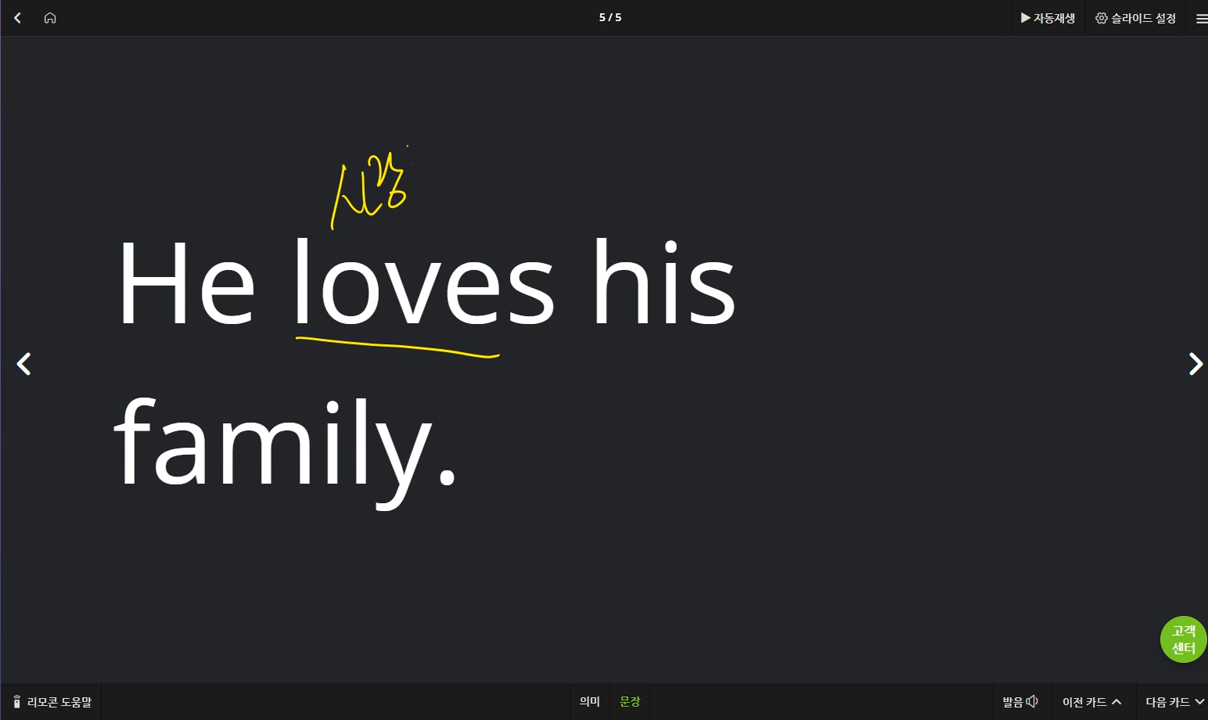 5 / 5
자동재생
슬라이드 설정
He loves his
family.
고객
센터
리모콘 도움말
의미
문장
발음
이전 카드
다음 카드